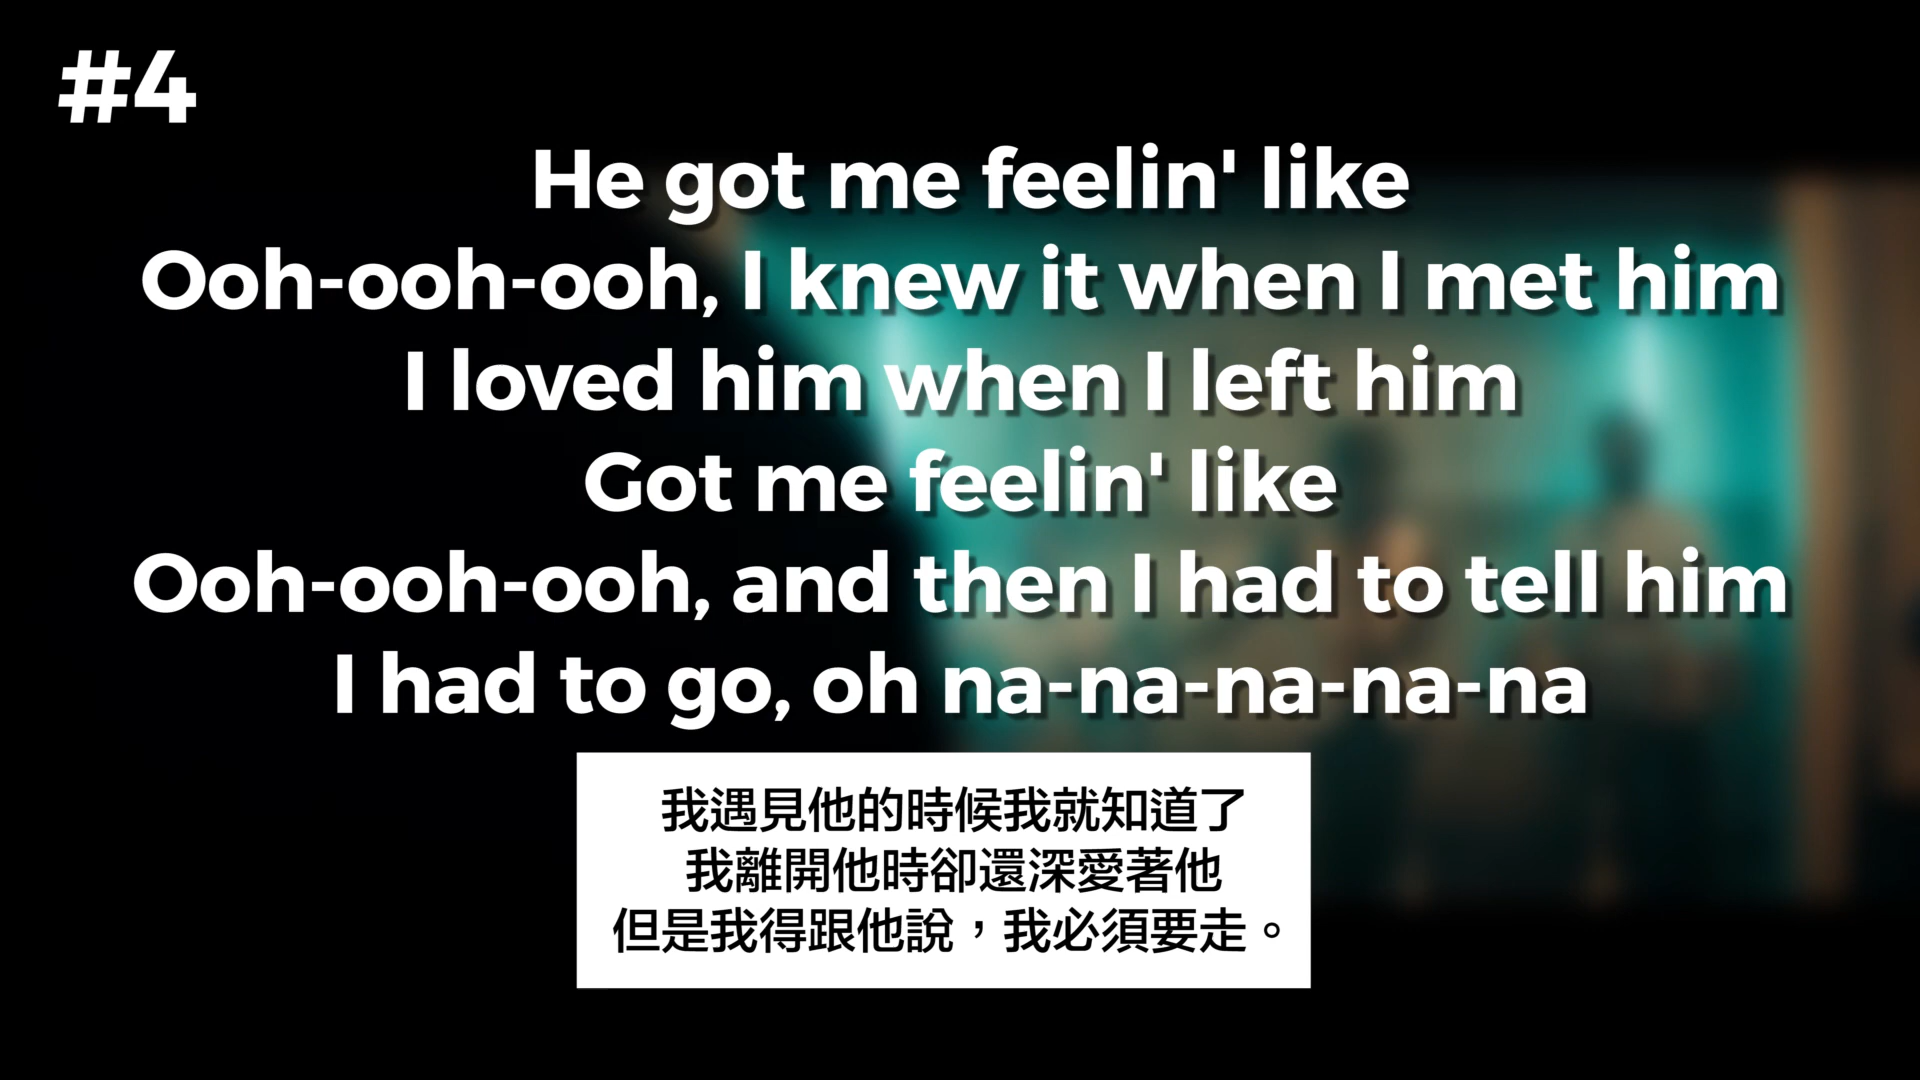 #4
He got me feelin' like
Ooh-ooh-ooh, I knew it when I met him
I loved him when I left him
Got me feelin' like
Ooh-ooh-ooh, and then I had to tell him
I had to go, oh na-na-na-na-na
我遇見他的時候我就知道了
我離開他時卻還深愛著他
但是我得跟他說，我必須要走。